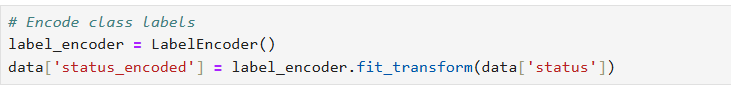 # Encode class labels
label_encoder = LabelEncoder()
data['status_encoded'] = label_encoder.fit_transform(data['status'])